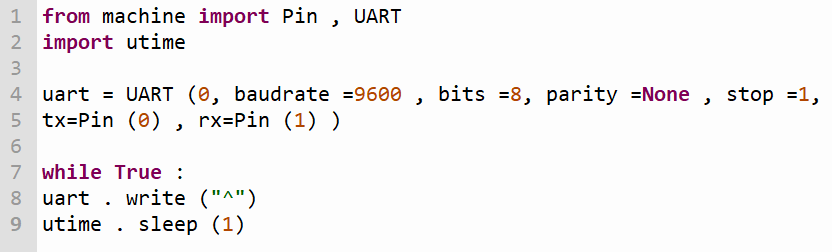 1 from machine import Pin , UART
2 import utime
3
4 uart = UART (0, baudrate =9600 , bits =8, parity =None , stop =1,
5 tx=Pin (0) , rx=Pin (1) )
6
7 while True :
8 uart . write ("^")
9 utime . sleep (1)